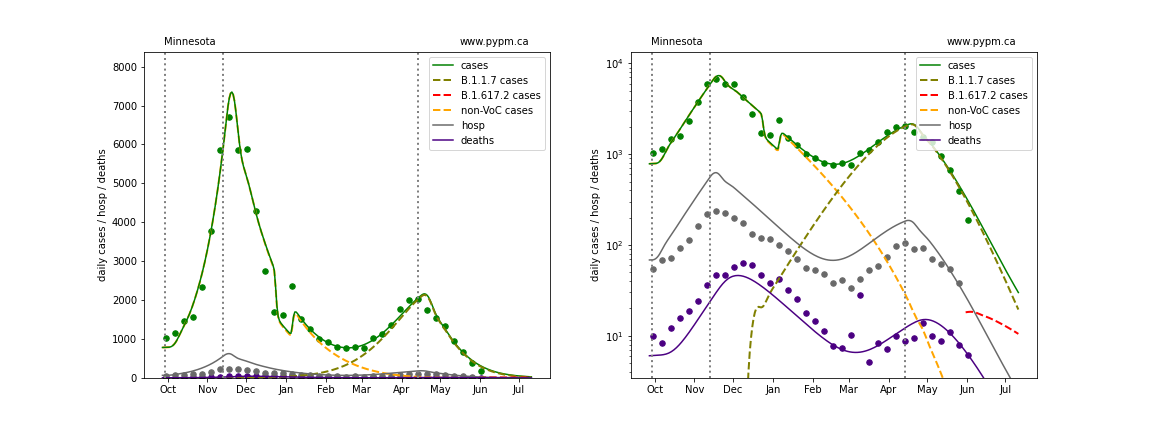 Minnesota www.pypm.ca
daily cases / hosp / deaths
8000
7000
6000
5000
4000
3000
2000
1000
0
Oct Nov Dec Jan Feb Mar Apr May Jun Jul
cases
B.1.1.7 cases
B.1.617.2 cases
non-VoC cases
hosp
deaths
Minnesota www.pypm.ca
daily cases / hosp / deaths
10⁴
10³
10²
10¹
Oct Nov Dec Jan Feb Mar Apr May Jun Jul
cases
B.1.1.7 cases
B.1.617.2 cases
non-VoC cases
hosp
deaths